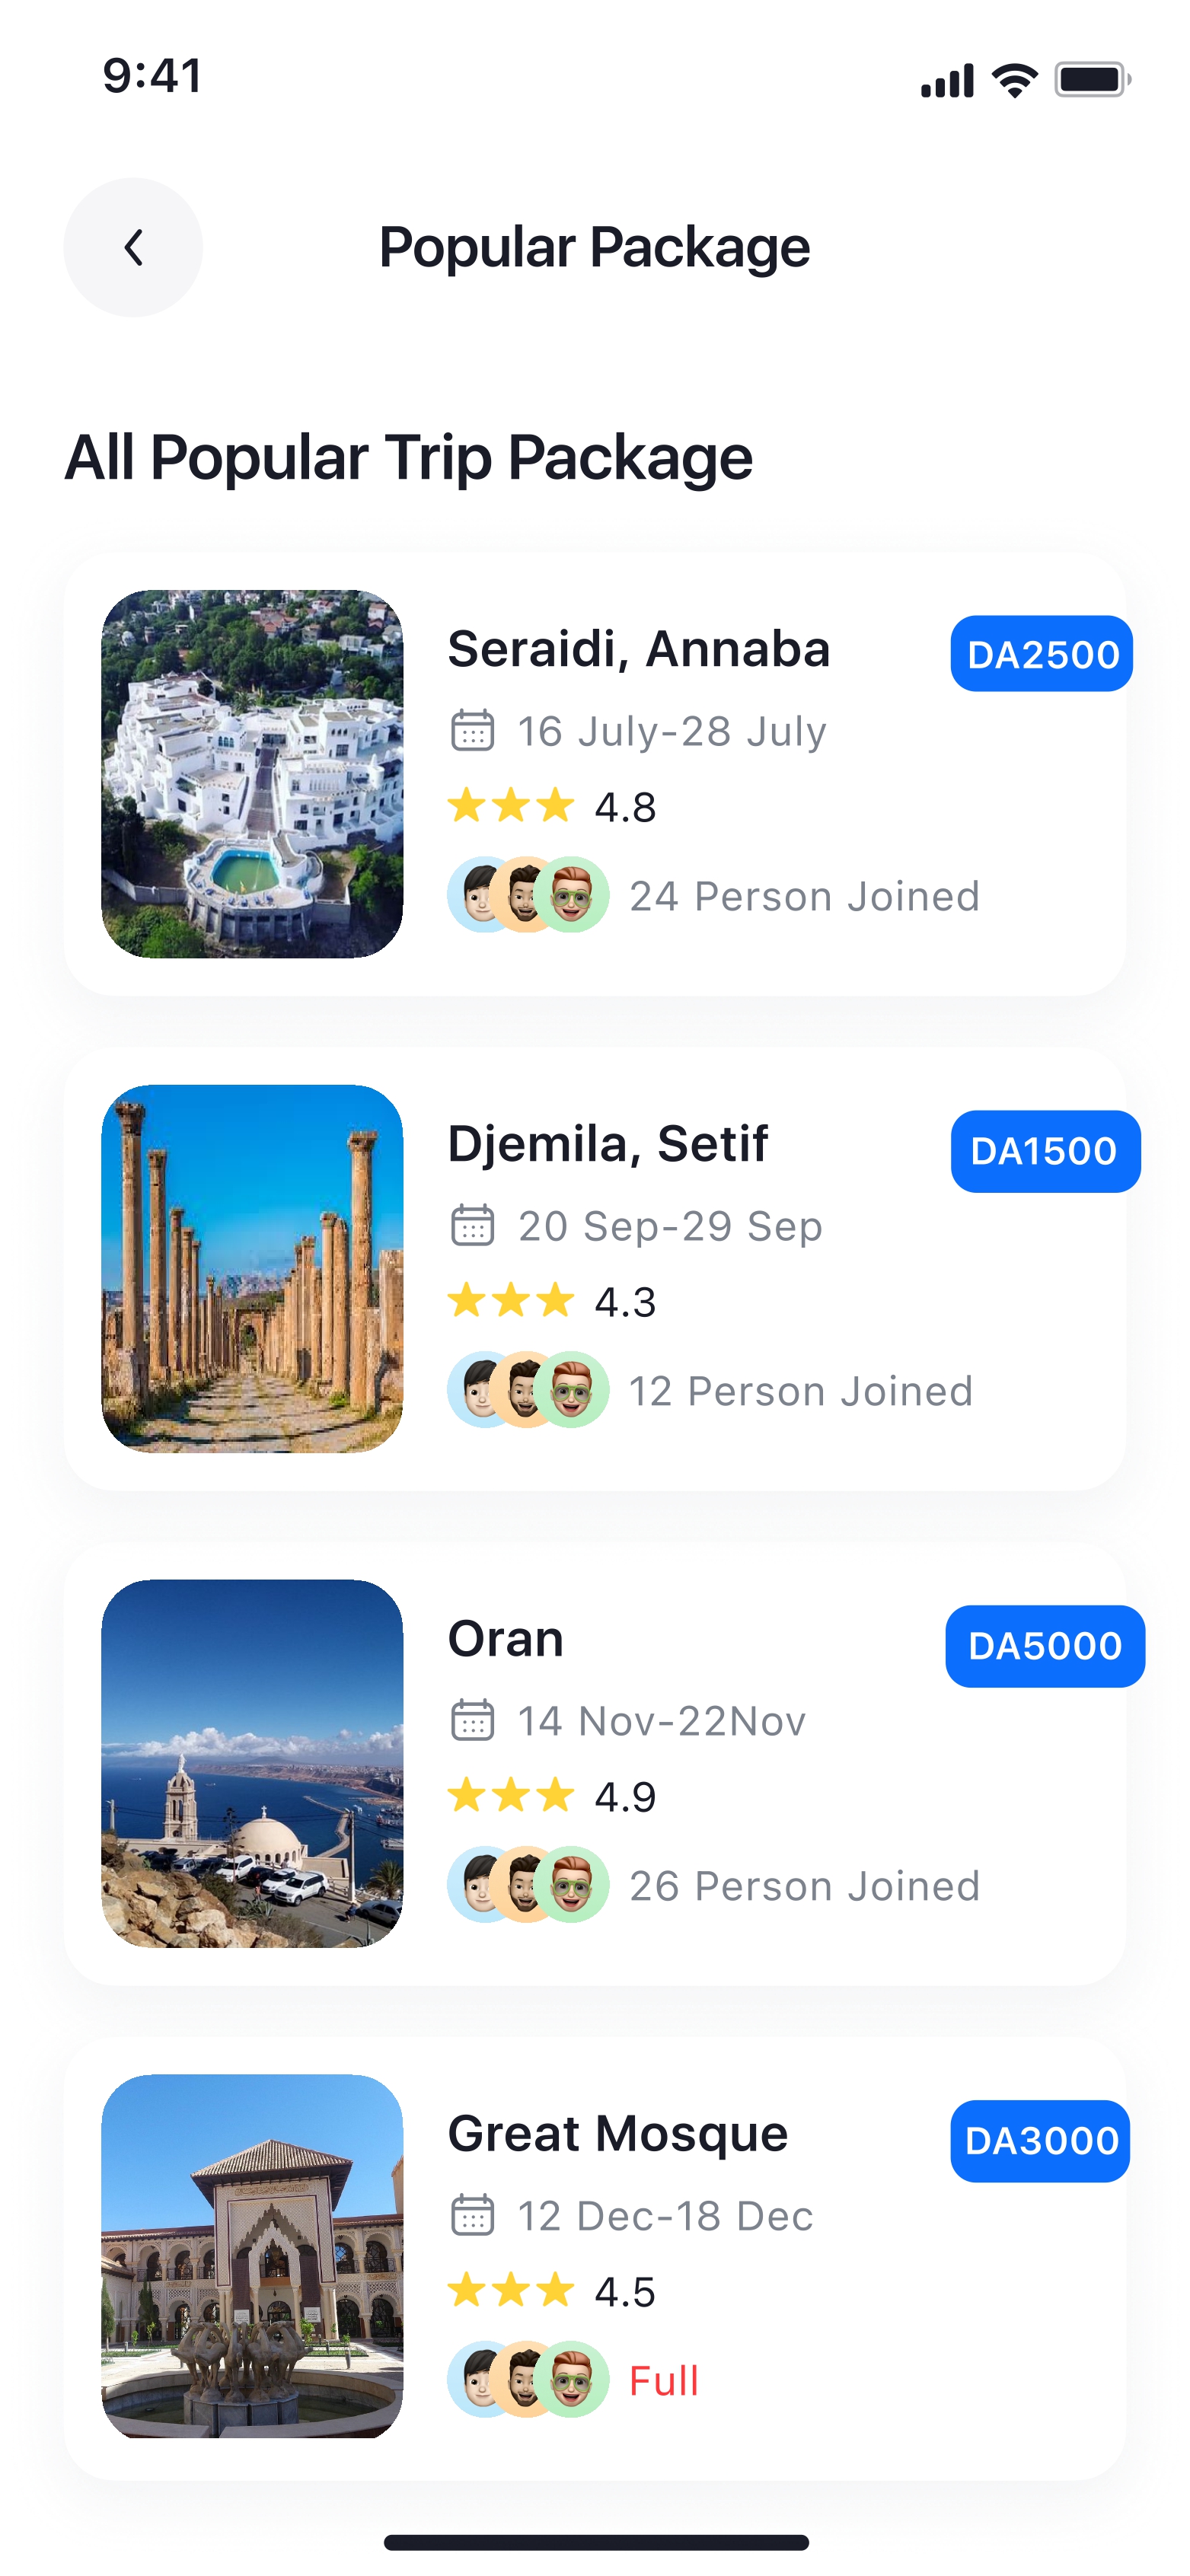 9:41
Popular Package
All Popular Trip Package
Seraidi, Annaba
DA2500
16 July-28 July
4.8
24 Person Joined
Djemila, Setif
DA1500
20 Sep-29 Sep
4.3
12 Person Joined
Oran
DA5000
14 Nov-22Nov
4.9
26 Person Joined
Great Mosque
DA3000
12 Dec-18 Dec
4.5
Full